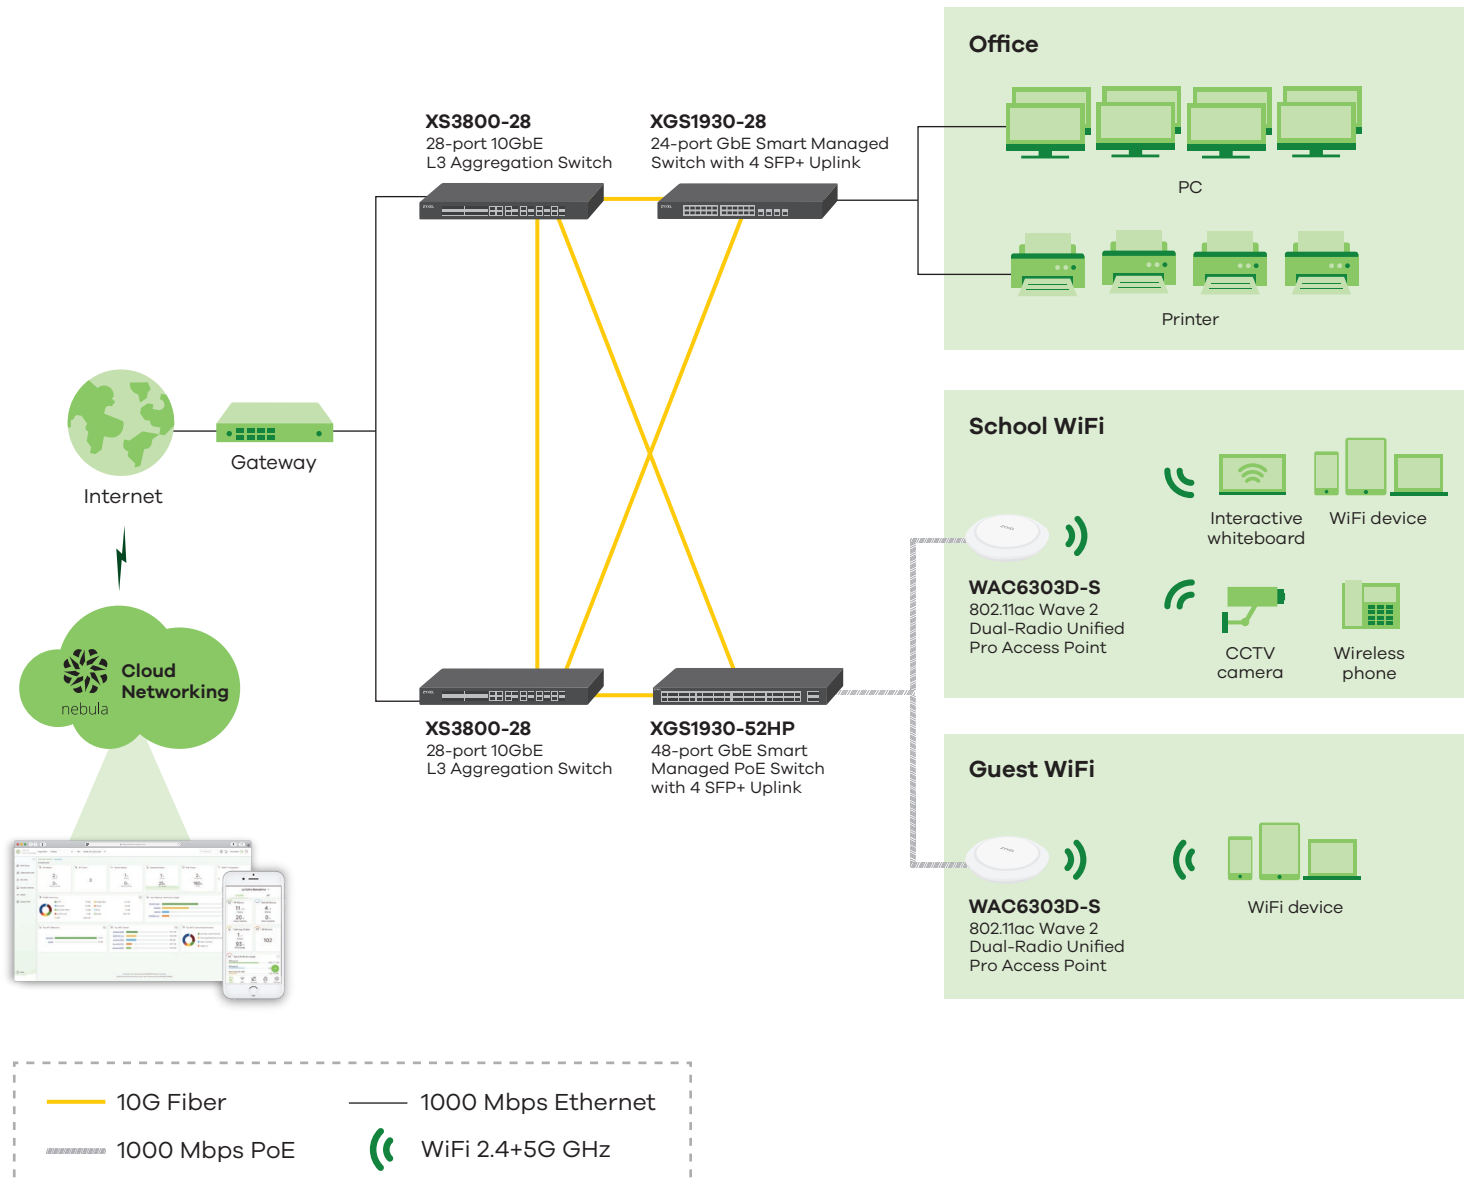 Office
XS3800-28
28-port 10GbE
L3 Aggregation Switch
XGS1930-28
24-port GbE Smart Managed
Switch with 4 SFP+ Uplink
PC
Printer
Internet
Gateway
School WiFi
Interactive
whiteboard
WiFi device
WAC6303D-S
802.11ac Wave 2
Dual-Radio Unified
Pro Access Point
CCTV
camera
Wireless
phone
nebula
Cloud
Networking
XS3800-28
28-port 10GbE
L3 Aggregation Switch
XGS1930-52HP
48-port GbE Smart
Managed PoE Switch
with 4 SFP+ Uplink
Guest WiFi
WAC6303D-S
802.11ac Wave 2
Dual-Radio Unified
Pro Access Point
WiFi device
10G Fiber
1000 Mbps Ethernet
1000 Mbps PoE
WiFi 2.4+5G GHz